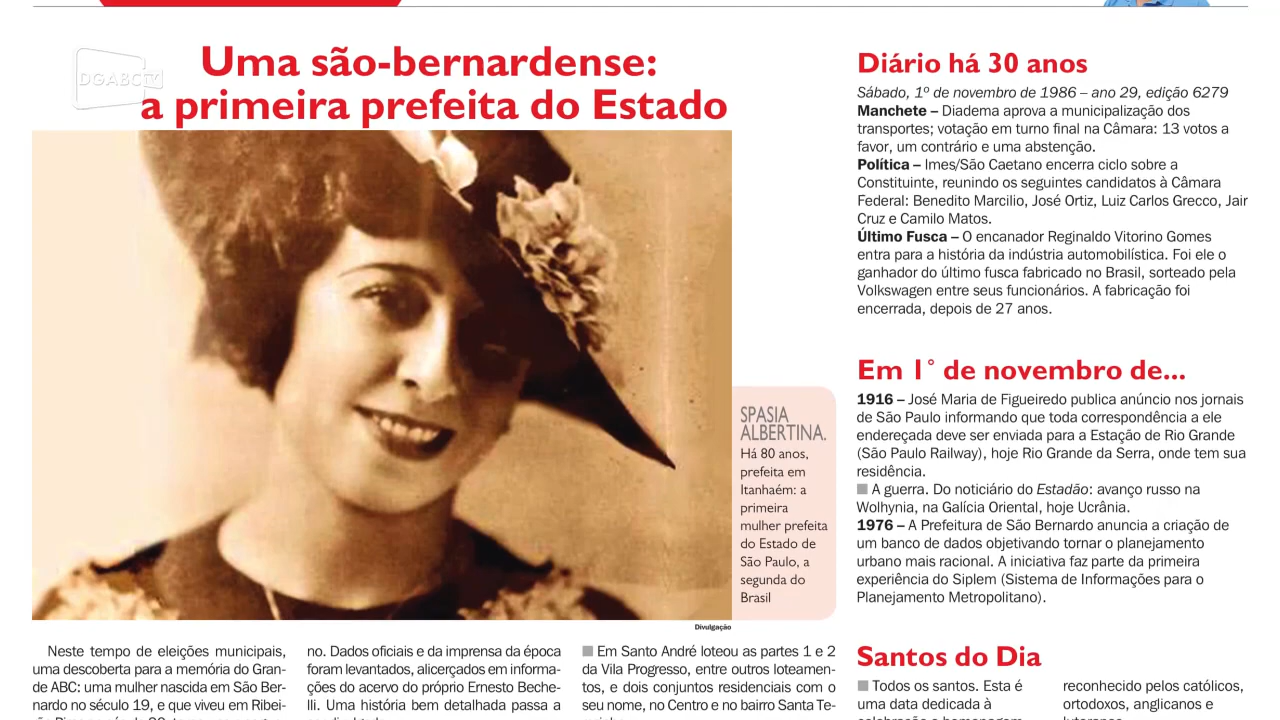 DGABCTV
Uma são-bernardense:
a primeira prefeita do Estado
SPASIA
ALBERTINA.
Há 80 anos,
prefeita em
Itanhaém: a
primeira
mulher prefeita
do Estado de
São Paulo, a
segunda do
Brasil
Divulgação
Neste tempo de eleições municipais,
uma descoberta para a memória do Gran-
de ABC: uma mulher nascida em São Ber-
nardo no século 19, e que viveu em Ribei-
no. Dados oficiais e da imprensa da época
foram levantados, alicerçados em informa-
ções do acervo do próprio Ernesto Beche-
lli. Uma história bem detalhada passa a
■ Em Santo André loteou as partes 1 e 2
da Vila Progresso, entre outros loteamen-
tos, e dois conjuntos residenciais com o
seu nome, no Centro e no bairro Santa Te-
Diário há 30 anos
Sábado, 1º de novembro de 1986 – ano 29, edição 6279
Manchete – Diadema aprova a municipalização dos
transportes; votação em turno final na Câmara: 13 votos a
favor, um contrário e uma abstenção.
Política – Imes/São Caetano encerra ciclo sobre a
Constituinte, reunindo os seguintes candidatos à Câmara
Federal: Benedito Marcilio, José Ortiz, Luiz Carlos Grecco, Jair
Cruz e Camilo Matos.
Último Fusca – O encanador Reginaldo Vitorino Gomes
entra para a história da indústria automobilística. Foi ele o
ganhador do último fusca fabricado no Brasil, sorteado pela
Volkswagen entre seus funcionários. A fabricação foi
encerrada, depois de 27 anos.
Em 1° de novembro de...
1916 – José Maria de Figueiredo publica anúncio nos jornais
de São Paulo informando que toda correspondência a ele
endereçada deve ser enviada para a Estação de Rio Grande
(São Paulo Railway), hoje Rio Grande da Serra, onde tem sua
residência.
■ A guerra. Do noticiário do Estadão: avanço russo na
Wolhynia, na Galícia Oriental, hoje Ucrânia.
1976 – A Prefeitura de São Bernardo anuncia a criação de
um banco de dados objetivando tornar o planejamento
urbano mais racional. A iniciativa faz parte da primeira
experiência do Siplem (Sistema de Informações para o
Planejamento Metropolitano).
Santos do Dia
■ Todos os santos. Esta é
uma data dedicada à
reconhecido pelos católicos,
ortodoxos, anglicanos e